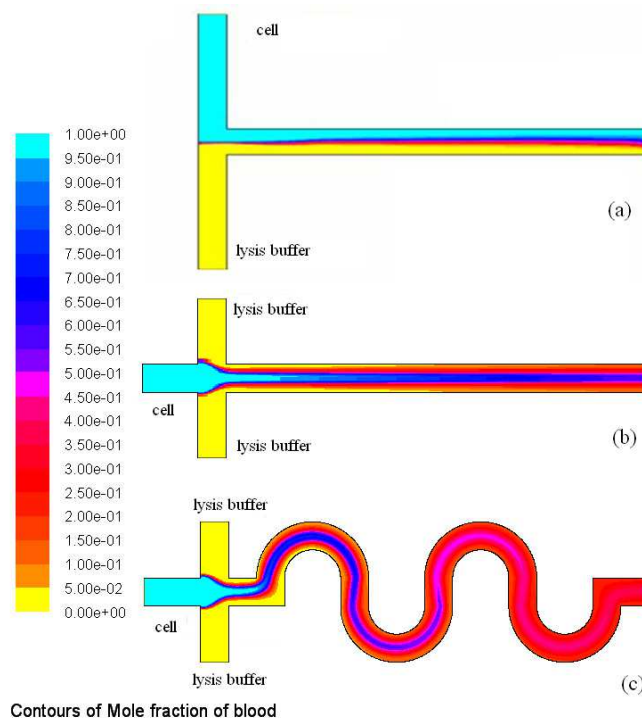 cell
1.00e+00
9.50e-01
9.00e-01
8.50e-01
8.00e-01
7.50e-01
7.00e-01
6.50e-01
6.00e-01
5.50e-01
5.00e-01
4.50e-01
4.00e-01
3.50e-01
3.00e-01
2.50e-01
2.00e-01
1.50e-01
1.00e-01
5.00e-02
0.00e+00
(a)
lysis buffer
lysis buffer
cell
(b)
lysis buffer
lysis buffer
cell
lysis buffer
(c)
Contours of Mole fraction of blood